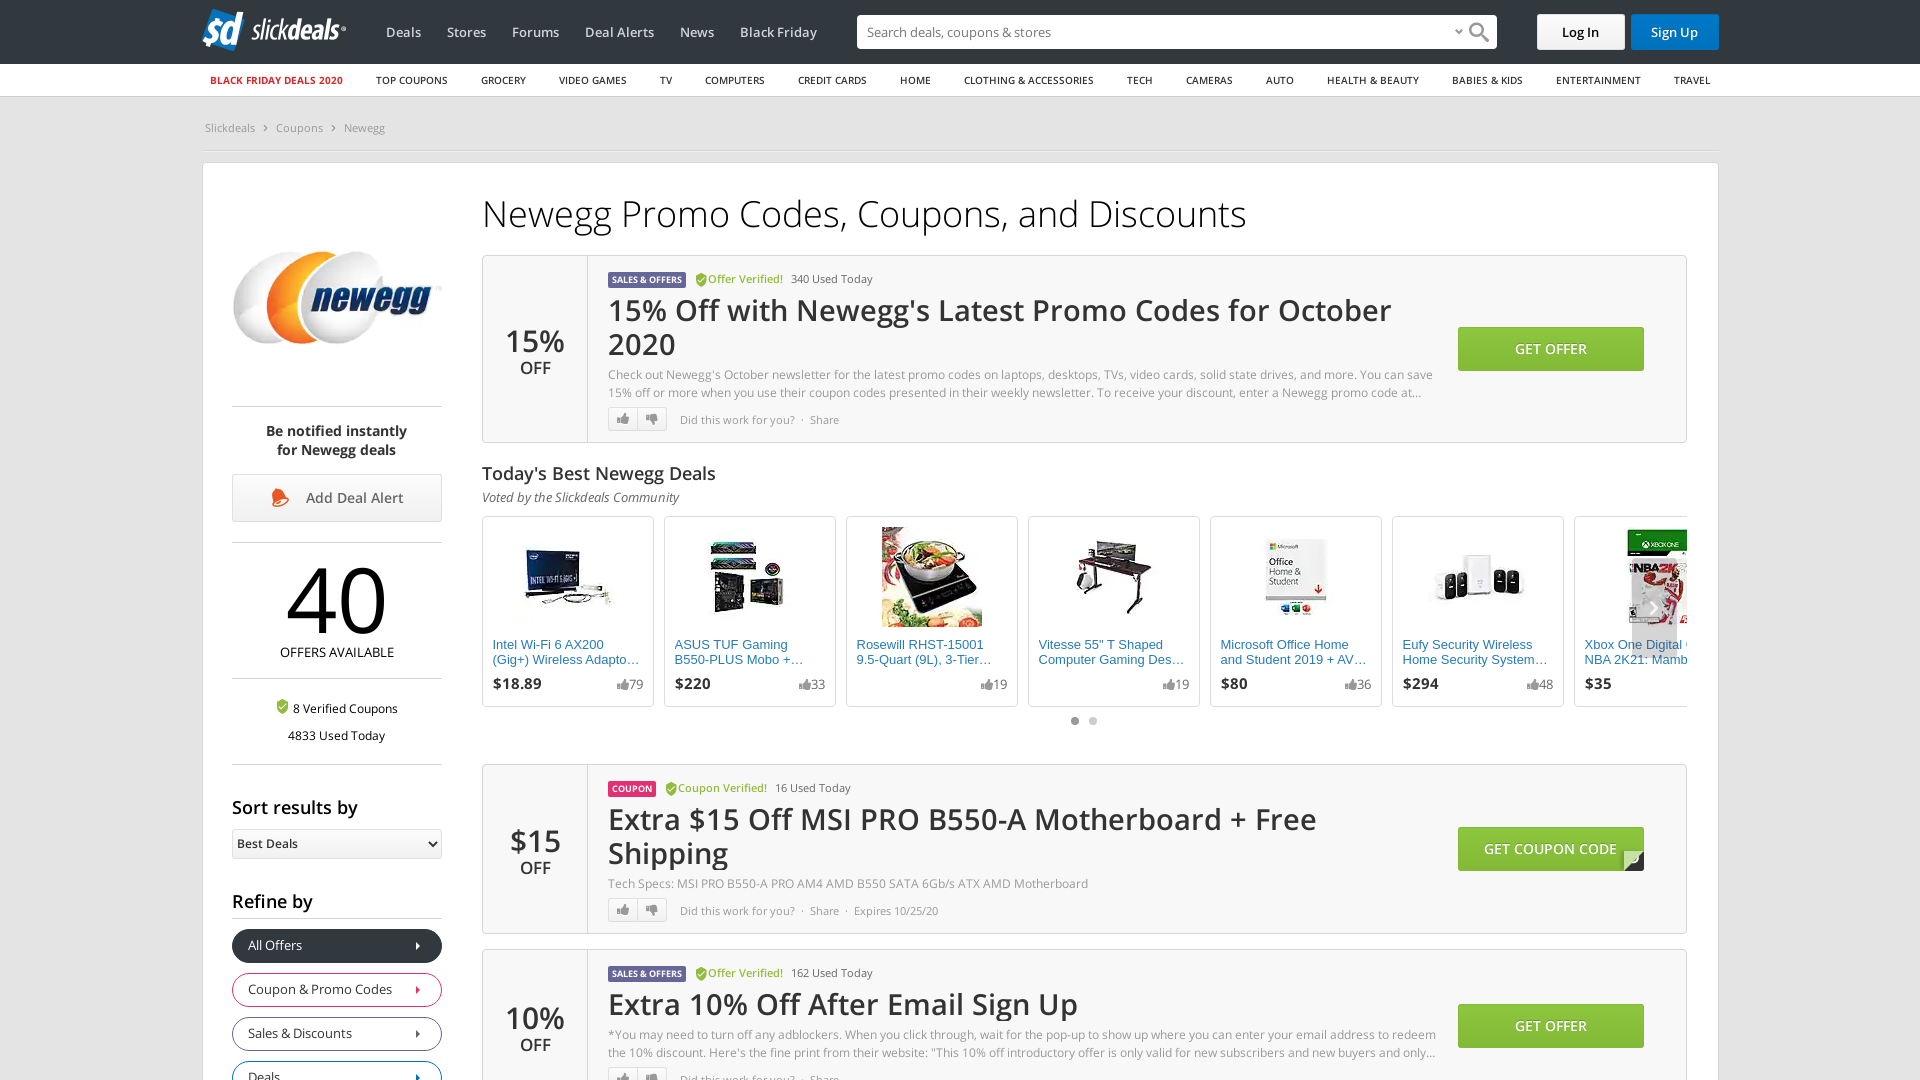 slickdeals
Deals
Stores
Forums
Deal Alerts
News
Black Friday
Search deals, coupons & stores
Log In
Sign Up
BLACK FRIDAY DEALS 2020
TOP COUPONS
GROCERY
VIDEO GAMES
TV
COMPUTERS
CREDIT CARDS
HOME
CLOTHING & ACCESSORIES
TECH
CAMERAS
AUTO
HEALTH & BEAUTY
BABIES & KIDS
ENTERTAINMENT
TRAVEL
Slickdeals
Coupons
Newegg
newegg
Be notified instantly
for Newegg deals
Add Deal Alert
40
OFFERS AVAILABLE
8 Verified Coupons
4833 Used Today
Sort results by
Best Deals
Refine by
All Offers
Coupon & Promo Codes
Sales & Discounts
Deals
Newegg Promo Codes, Coupons, and Discounts
15%
OFF
SALES & OFFERS
Offer Verified!
340 Used Today
15% Off with Newegg's Latest Promo Codes for October
2020
Check out Newegg's October newsletter for the latest promo codes on laptops, desktops, TVs, video cards, solid state drives, and more. You can save
15% off or more when you use their coupon codes presented in their weekly newsletter. To receive your discount, enter a Newegg promo code at...
Did this work for you? · Share
GET OFFER
Today's Best Newegg Deals
Voted by the Slickdeals Community
Intel Wi-Fi 6 AX200
(Gig+) Wireless Adapto…
$18.89
79
ASUS TUF Gaming
B550-PLUS Mobo +…
$220
33
Rosewill RHST-15001
9.5-Quart (9L), 3-Tier…
19
Vitesse 55" T Shaped
Computer Gaming Des…
19
Microsoft
Office
Home &
Student
Microsoft Office Home
and Student 2019 + AV…
$80
36
Eufy Security Wireless
Home Security System…
$294
48
XBOX ONE
NBA 2K
Xbox One Digital
NBA 2K21: Mamb
$35
$15
OFF
COUPON
Coupon Verified!
16 Used Today
Extra $15 Off MSI PRO B550-A Motherboard + Free
Shipping
Tech Specs: MSI PRO B550-A PRO AM4 AMD B550 SATA 6Gb/s ATX AMD Motherboard
Did this work for you? · Share · Expires 10/25/20
GET COUPON CODE
10%
OFF
SALES & OFFERS
Offer Verified!
162 Used Today
Extra 10% Off After Email Sign Up
*You may need to turn off any adblockers. When you click through, wait for the pop-up to show up where you can enter your email address to redeem
the 10% discount. Here's the fine print from their website: "This 10% off introductory offer is only valid for new subscribers and new buyers and only...
Did this work for you? · Share
GET OFFER